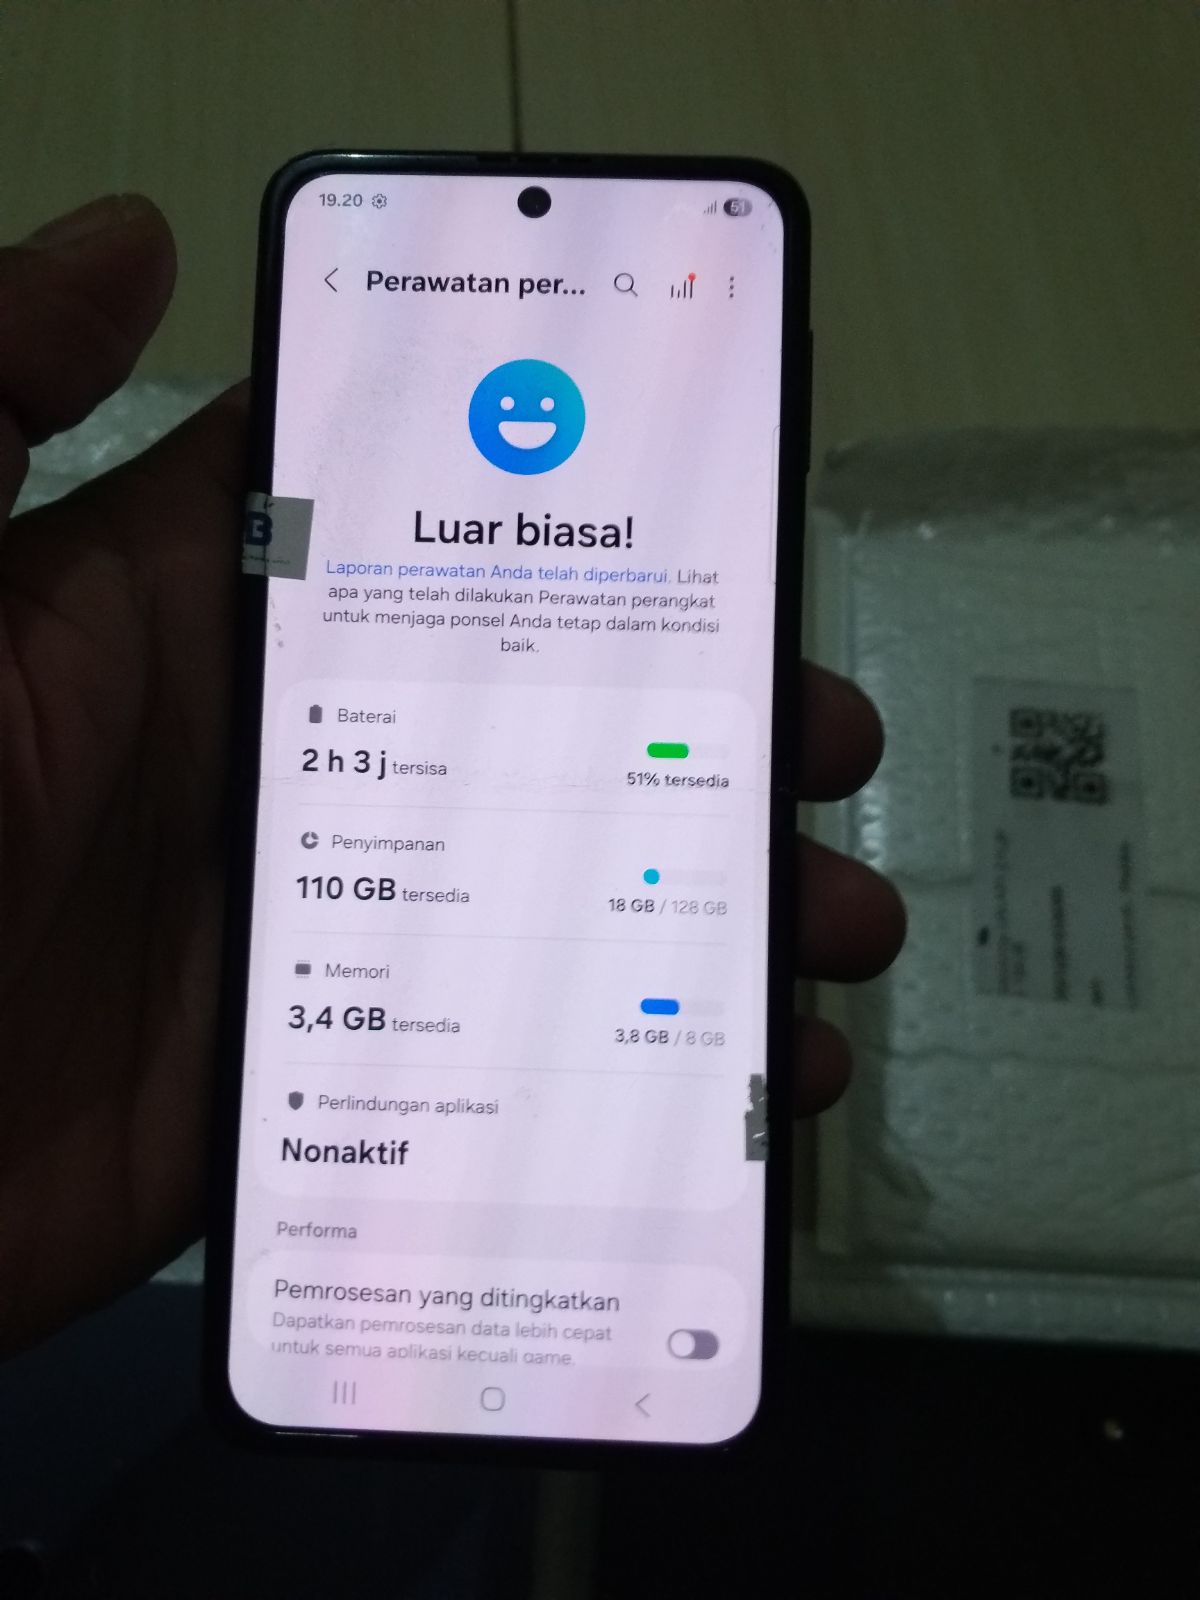 19.20
51
Perawatan per...
Luar biasa!
Laporan perawatan Anda telah diperbarui. Lihat
apa yang telah dilakukan Perawatan perangkat
untuk menjaga ponsel Anda tetap dalam kondisi
baik.
Baterai
2 h 3 j tersisa
51% tersedia
Penyimpanan
110 GB tersedia
18 GB / 128 GB
Memori
3,4 GB tersedia
3,8 GB / 8 GB
Perlindungan aplikasi
Nonaktif
Performa
Pemrosesan yang ditingkatkan
Dapatkan pemrosesan data lebih cepat
untuk semua aplikasi kecuali game.